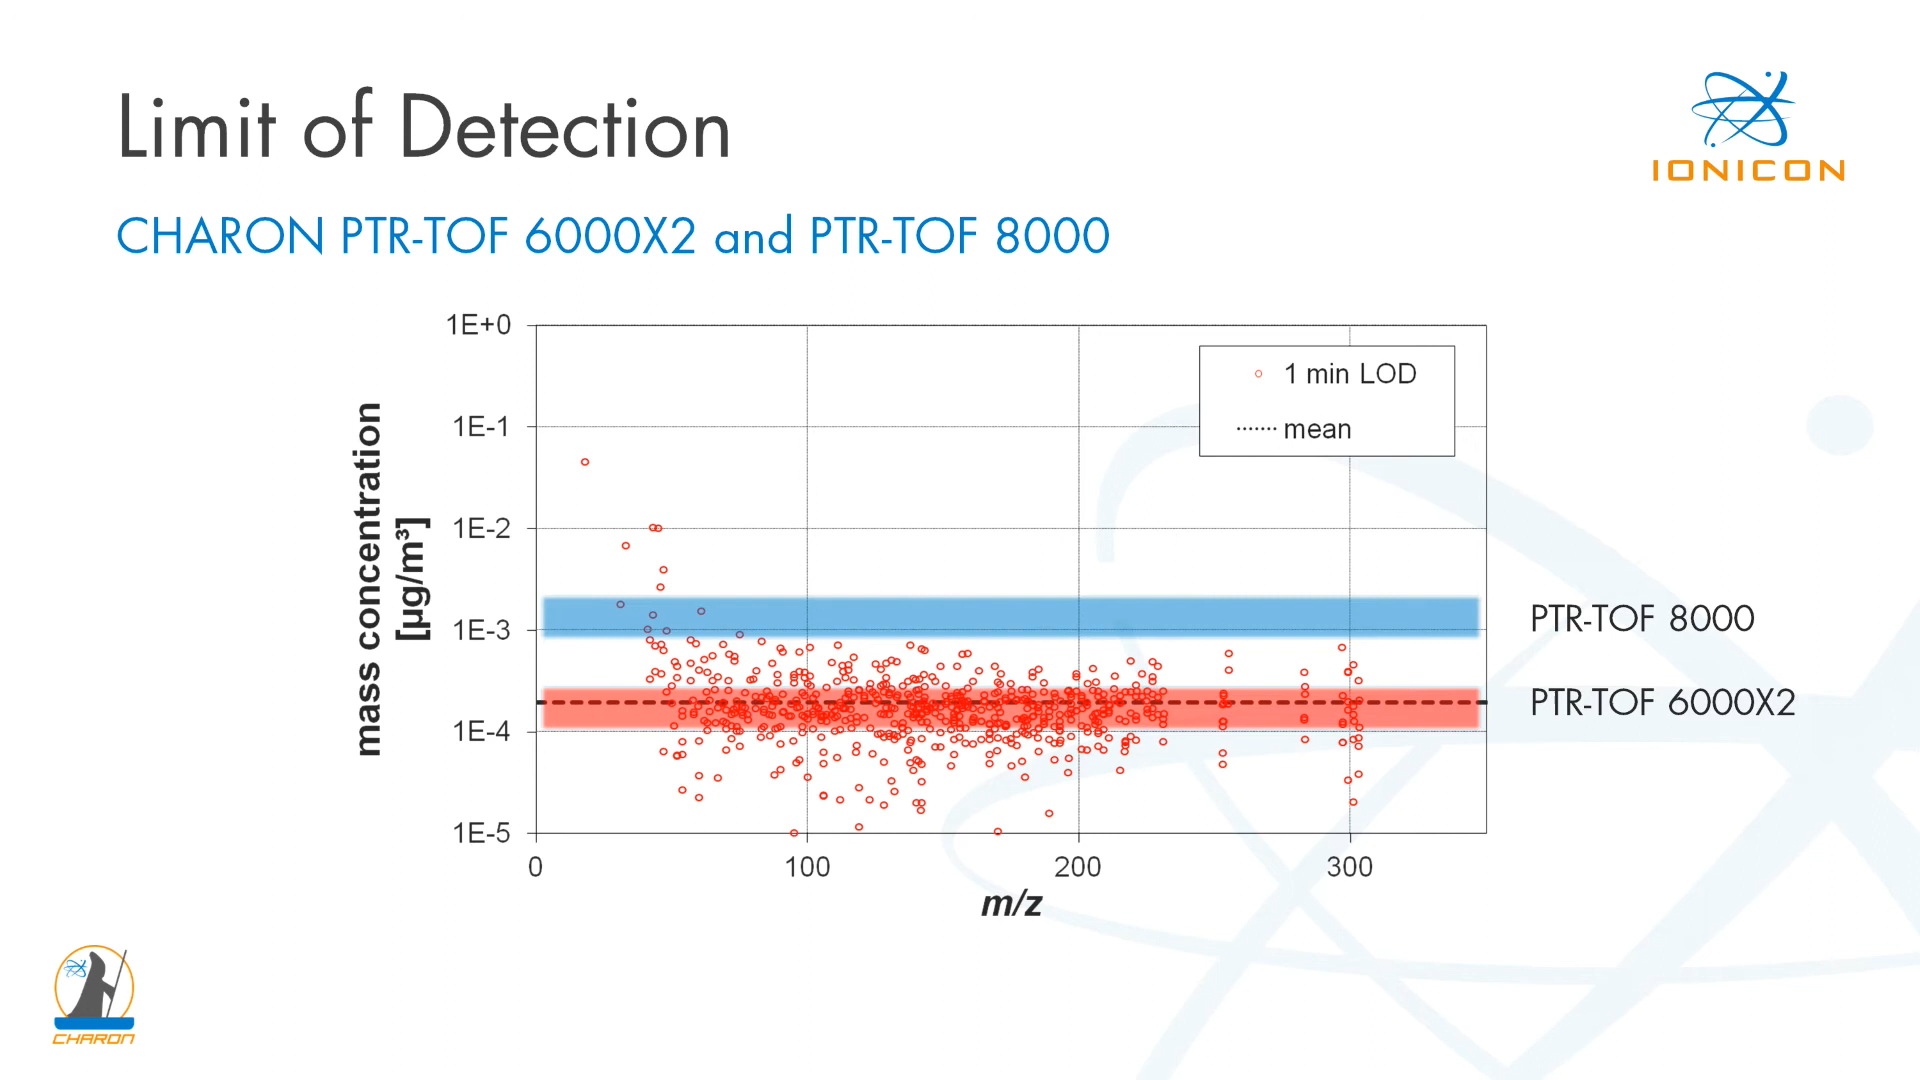 Limit of Detection
IONICON
CHARON PTR-TOF 6000X2 and PTR-TOF 8000
mass concentration
[µg/m³]
1E+0
1E-1
1E-2
1E-3
1E-4
1E-5
1 min LOD
mean
PTR-TOF 8000
PTR-TOF 6000X2
0
100
200
300
m/z
CHARON